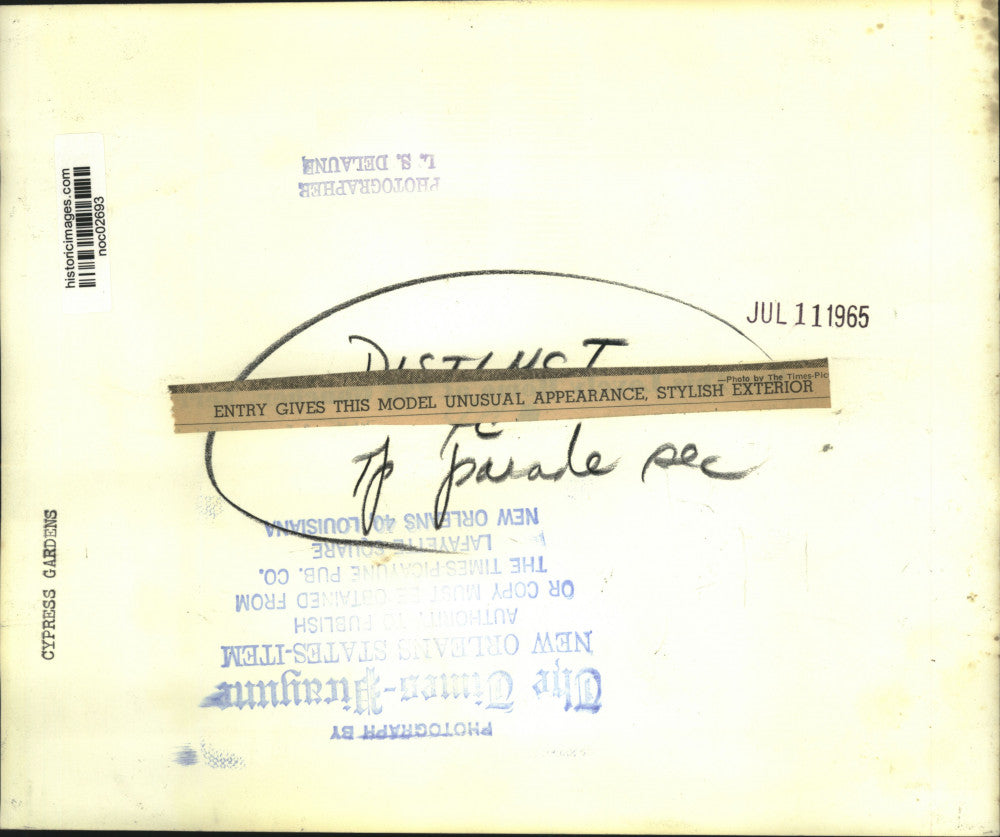 historicimages.com
noc02693
PHOTOGRAPHER
L. S. DELAUNE
JUL 11 1965
DISTINCT
—Photo by The Times-Pic
ENTRY GIVES THIS MODEL UNUSUAL APPEARANCE, STYLISH EXTERIOR
TP parade sec
CYPRESS GARDENS
PHOTOGRAPH BY
The Times-Picayune
NEW ORLEANS STATES-ITEM
AUTHORITY TO PUBLISH
OR COPY MUST BE OBTAINED FROM
THE TIMES-PICAYUNE PUB. CO.
LAFAYETTE SQUARE
NEW ORLEANS 40, LOUISIANA